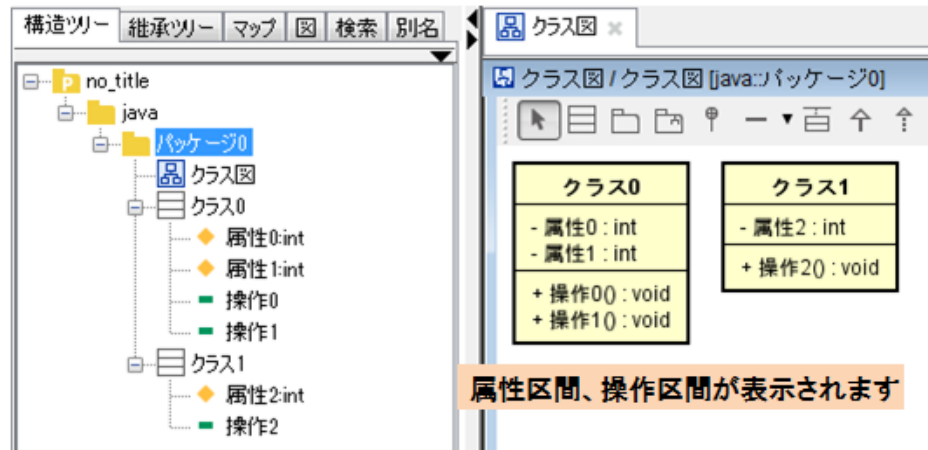 構造ツリー 継承ツリー マップ 図 検索 別名
no_title
java
パッケージ0
クラス図
クラス0
属性0:int
属性1:int
操作0
操作1
クラス1
属性2:int
操作2
クラス図
クラス図 / クラス図 [java::パッケージ0]
クラス0
- 属性0 : int
- 属性1 : int
+ 操作0() : void
+ 操作1() : void
クラス1
- 属性2 : int
+ 操作2() : void
属性区間、操作区間が表示されます